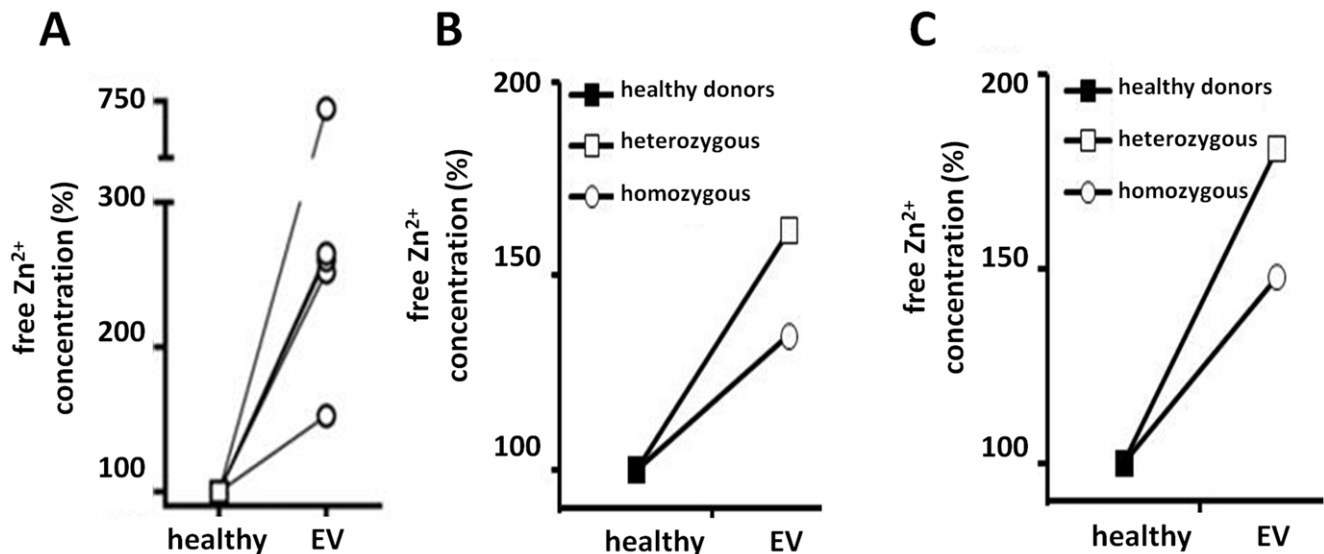 A
free Zn²⁺
concentration (%)
750
300
200
100
healthy EV
B
free Zn²⁺
concentration (%)
200
150
100
healthy donors
heterozygous
homozygous
healthy EV
C
free Zn²⁺
concentration (%)
200
150
100
healthy donors
heterozygous
homozygous
healthy EV